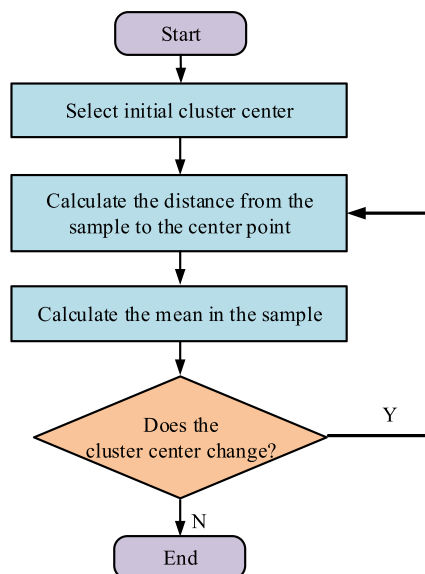 Start
Select initial cluster center
Calculate the distance from the
sample to the center point
Calculate the mean in the sample
Does the
cluster center change?
Y
N
End